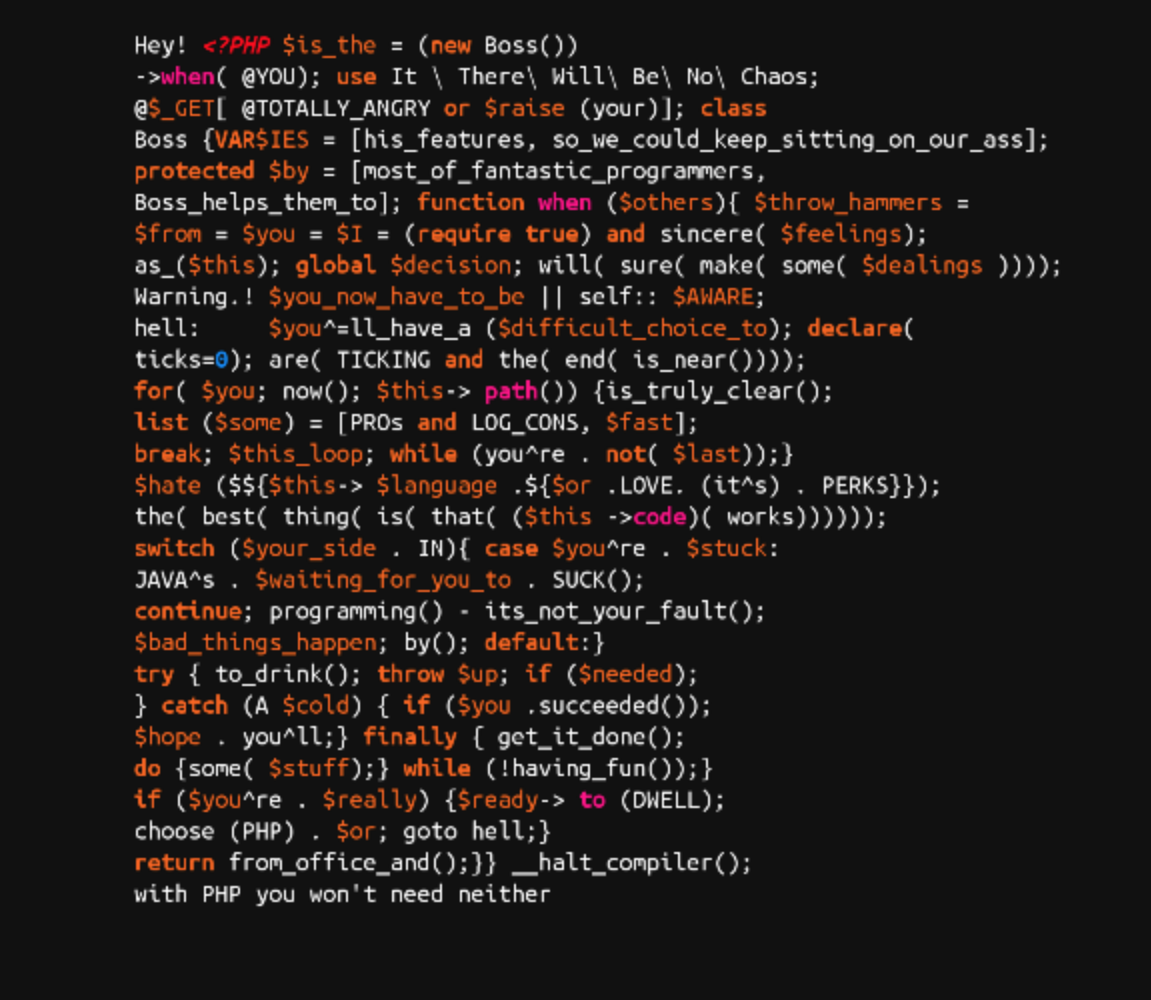 Hey! <?PHP $is_the = (new Boss())
->when( @YOU); use It \ There\ Will\ Be\ No\ Chaos;
@$_GET[ @TOTALLY_ANGRY or $raise (your)]; class
Boss {VAR$IES = [his_features, so_we_could_keep_sitting_on_our_ass];
protected $by = [most_of_fantastic_programmers,
Boss_helps_them_to]; function when ($others){ $throw_hammers =
$from = $you = $I = (require true) and sincere( $feelings);
as_($this); global $decision; will( sure( make( some( $dealings ))));
Warning.! $you_now_have_to_be || self:: $AWARE;
hell:     $you^=ll_have_a ($difficult_choice_to); declare(
ticks=0); are( TICKING and the( end( is_near())));
for( $you; now(); $this-> path()) {is_truly_clear();
list ($some) = [PROs and LOG_CONS, $fast];
break; $this_loop; while (you^re . not( $last));}
$hate ($${$this-> $language .${$or .LOVE. (it^s) . PERKS}});
the( best( thing( is( that( ($this ->code)( works))))));
switch ($your_side . IN){ case $you^re . $stuck:
JAVA^s . $waiting_for_you_to . SUCK();
continue; programming() - its_not_your_fault();
$bad_things_happen; by(); default:}
try { to_drink(); throw $up; if ($needed);
} catch (A $cold) { if ($you .succeeded());
$hope . you^ll;} finally { get_it_done();
do {some( $stuff);} while (!having_fun());}
if ($you^re . $really) {$ready-> to (DWELL);
choose (PHP) . $or; goto hell;}
return from_office_and();}} __halt_compiler();
with PHP you won't need neither